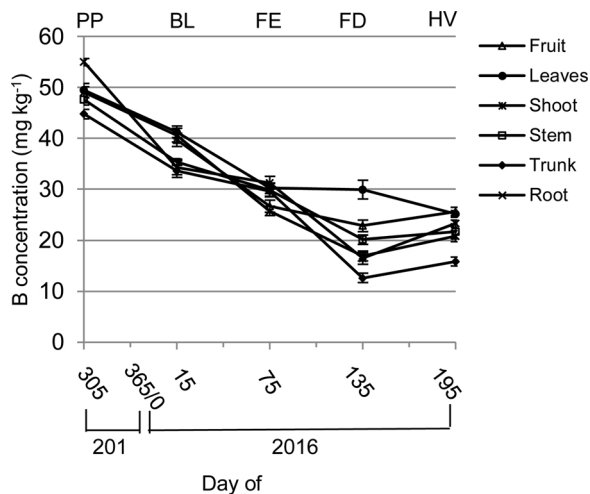 PP BL FE FD HV
60
50
40
30
20
10
0
B concentration (mg kg⁻¹)
Fruit
Leaves
Shoot
Stem
Trunk
Root
305 365/0 15 75 135 195
201 2016
Day of